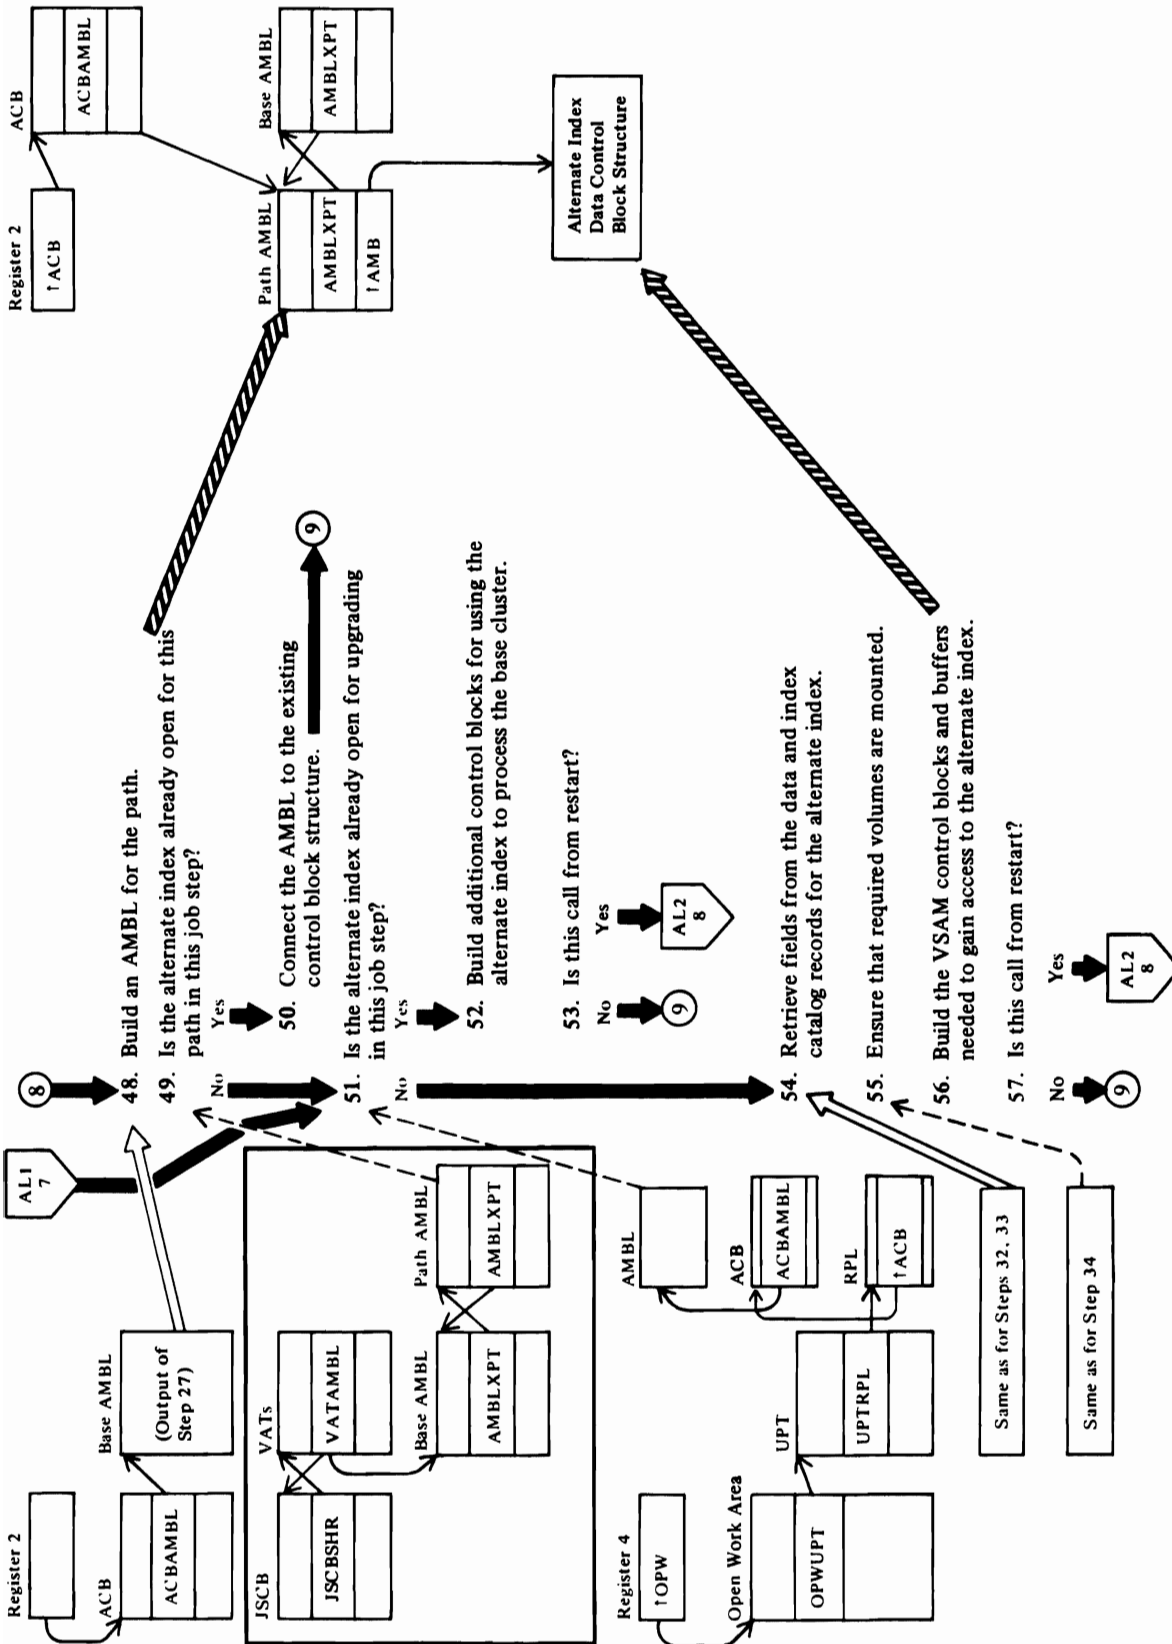 Register 2
ACB
ACBAMBL
Base AMBL
(Output of
Step 27)
JSCB
JSCBSHR
VATs
VATAMBL
Base AMBL
AMBLXPT
Path AMBL
AMBLXPT
Register 4
↑OPW
Open Work Area
OPWUPT
UPT
UPTRPL
AMBL
ACB
ACBAMBL
RPL
↑ACB
Same as for Steps 32, 33
Same as for Step 34
AL1
7
8
48. Build an AMBL for the path.
49. Is the alternate index already open for this
path in this job step?
No
Yes
50. Connect the AMBL to the existing
control block structure.
9
51. Is the alternate index already open for upgrading
in this job step?
No
Yes
52. Build additional control blocks for using the
alternate index to process the base cluster.
53. Is this call from restart?
No
Yes
9
AL2
8
54. Retrieve fields from the data and index
catalog records for the alternate index.
55. Ensure that required volumes are mounted.
56. Build the VSAM control blocks and buffers
needed to gain access to the alternate index.
57. Is this call from restart?
No
Yes
9
AL2
8
Register 2
↑ACB
ACB
ACBAMBL
Path AMBL
AMBLXPT
↑AMB
Base AMBL
AMBLXPT
Alternate Index
Data Control
Block Structure